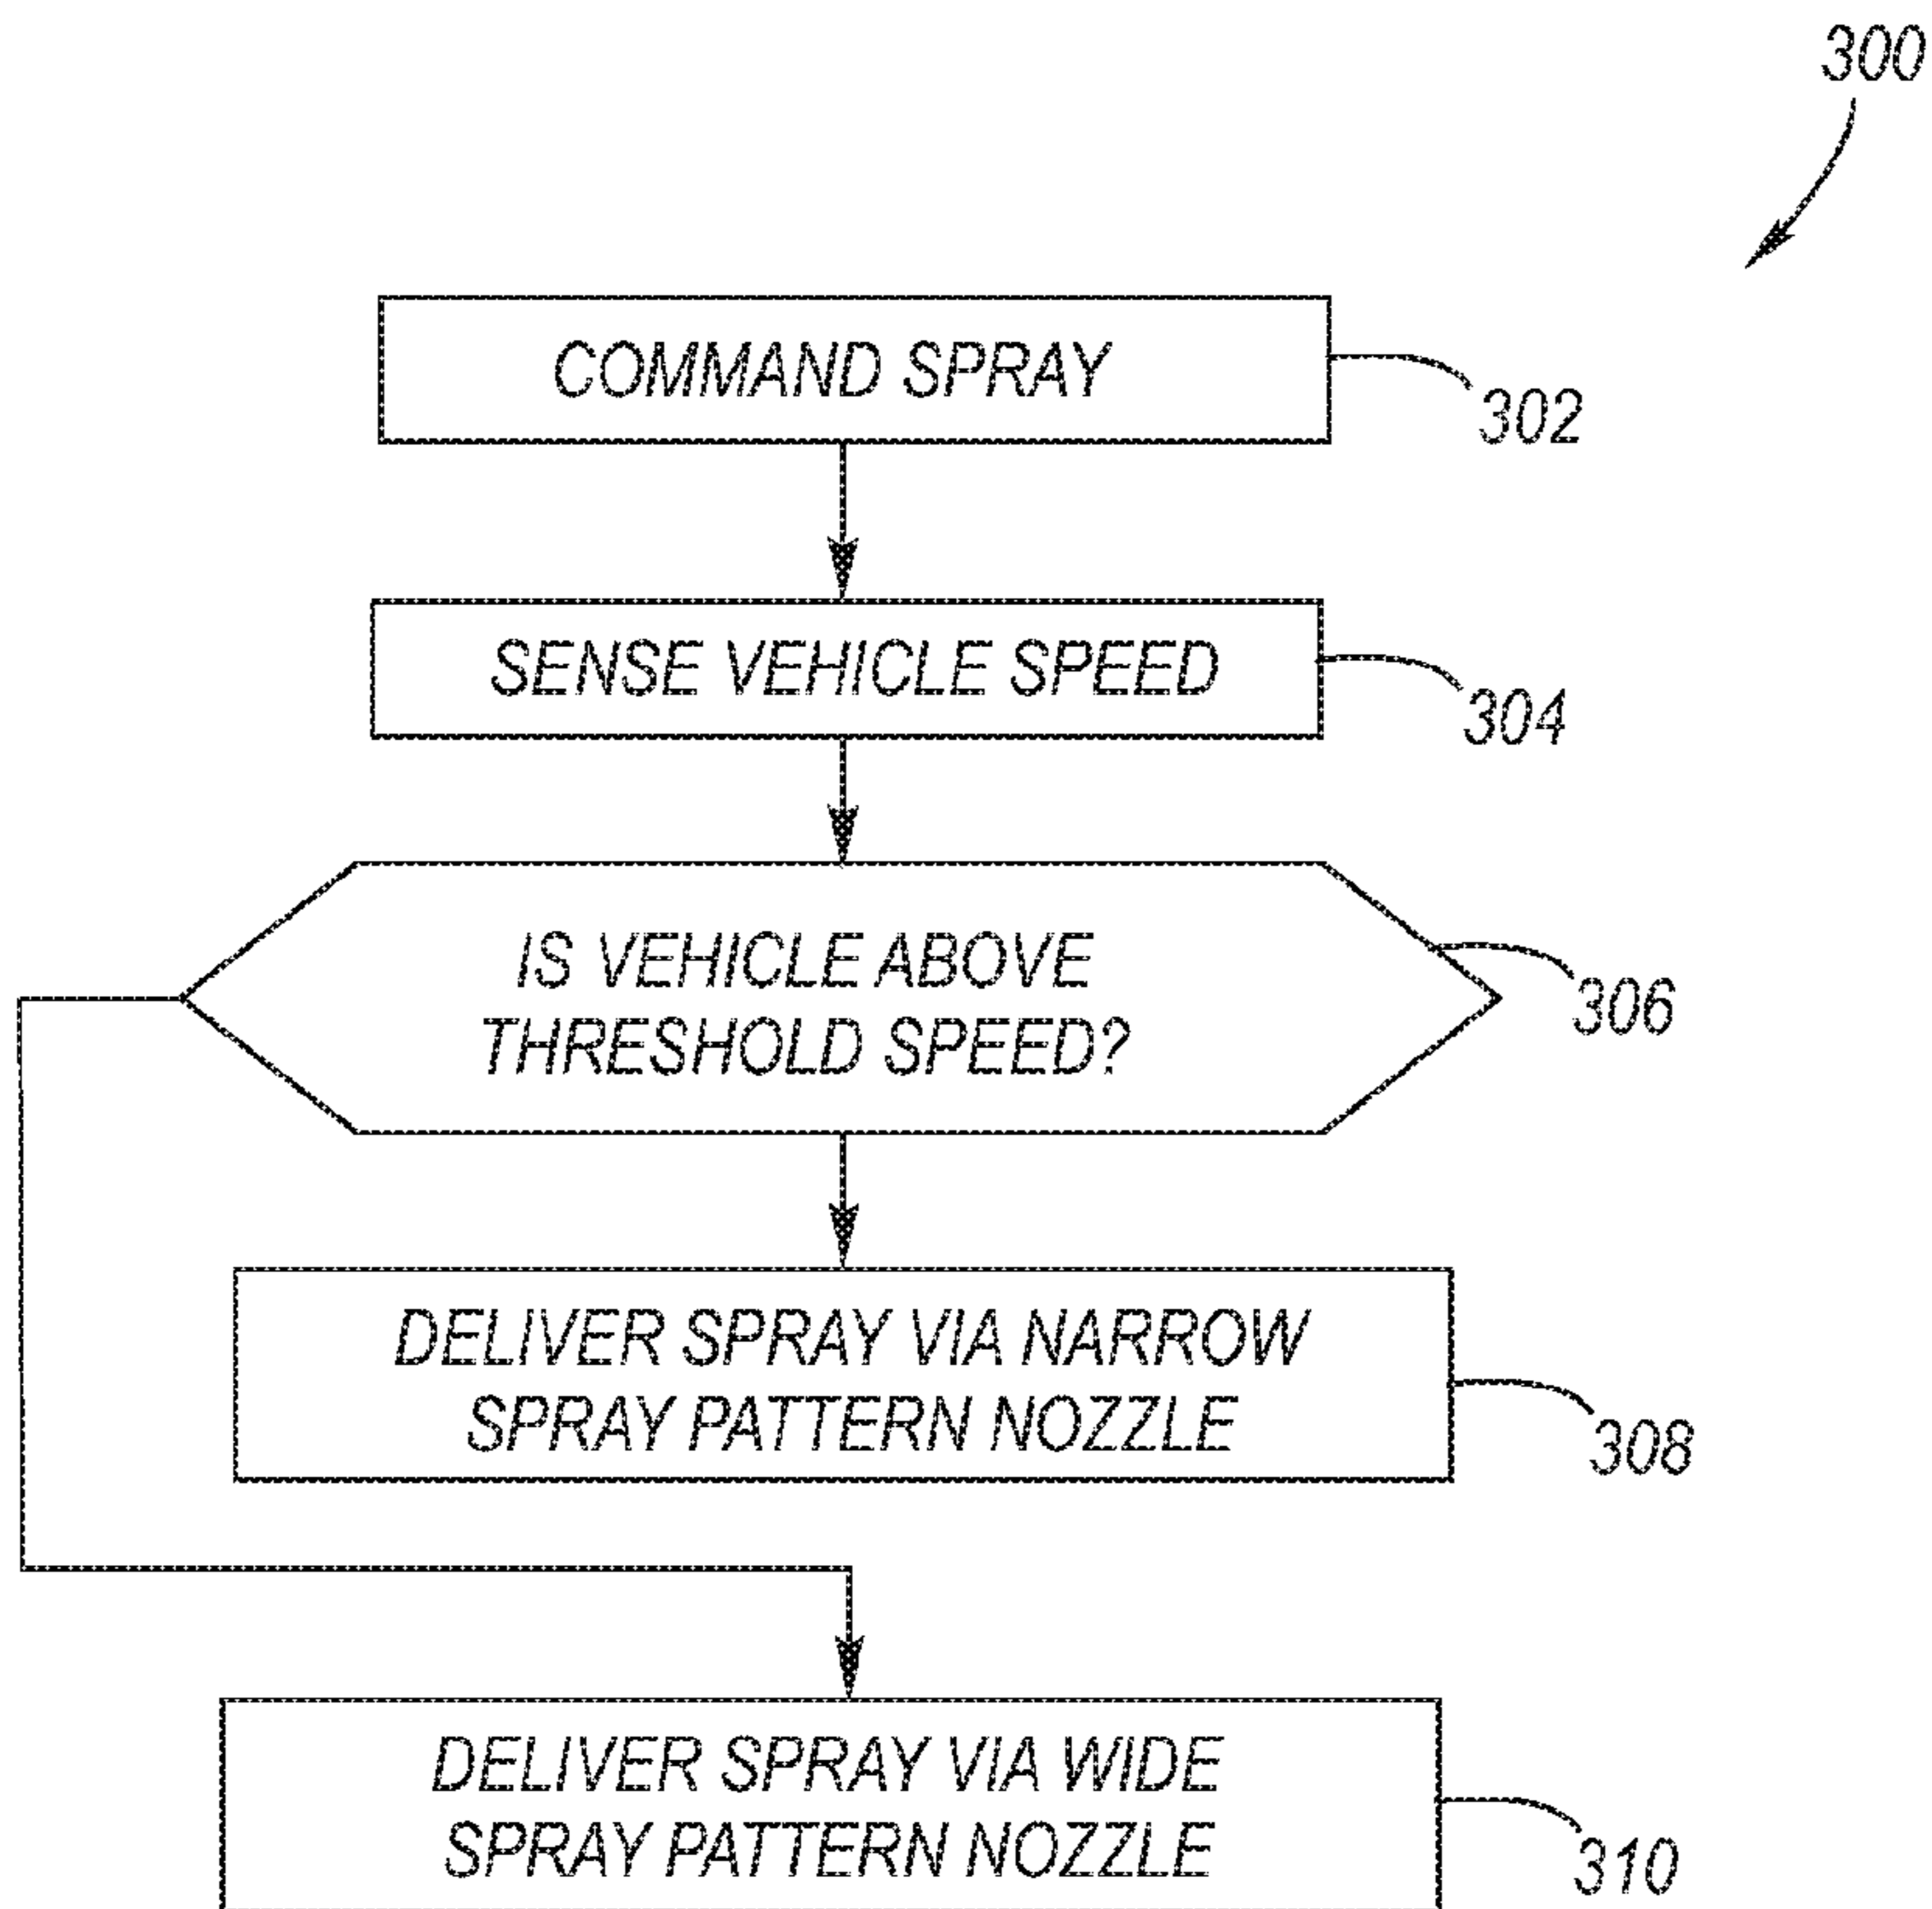 300
COMMAND SPRAY
302
SENSE VEHICLE SPEED
304
IS VEHICLE ABOVE
THRESHOLD SPEED?
306
DELIVER SPRAY VIA NARROW
SPRAY PATTERN NOZZLE
308
DELIVER SPRAY VIA WIDE
SPRAY PATTERN NOZZLE
310